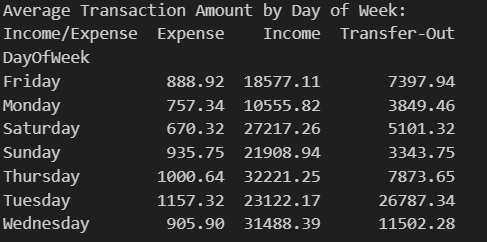 Average Transaction Amount by Day of Week:
Income/Expense  Expense    Income  Transfer-Out
DayOfWeek
Friday           888.92  18577.11       7397.94
Monday           757.34  10555.82       3849.46
Saturday         670.32  27217.26       5101.32
Sunday           935.75  21908.94       3343.75
Thursday        1000.64  32221.25       7873.65
Tuesday         1157.32  23122.17      26787.34
Wednesday        905.90  31488.39      11502.28